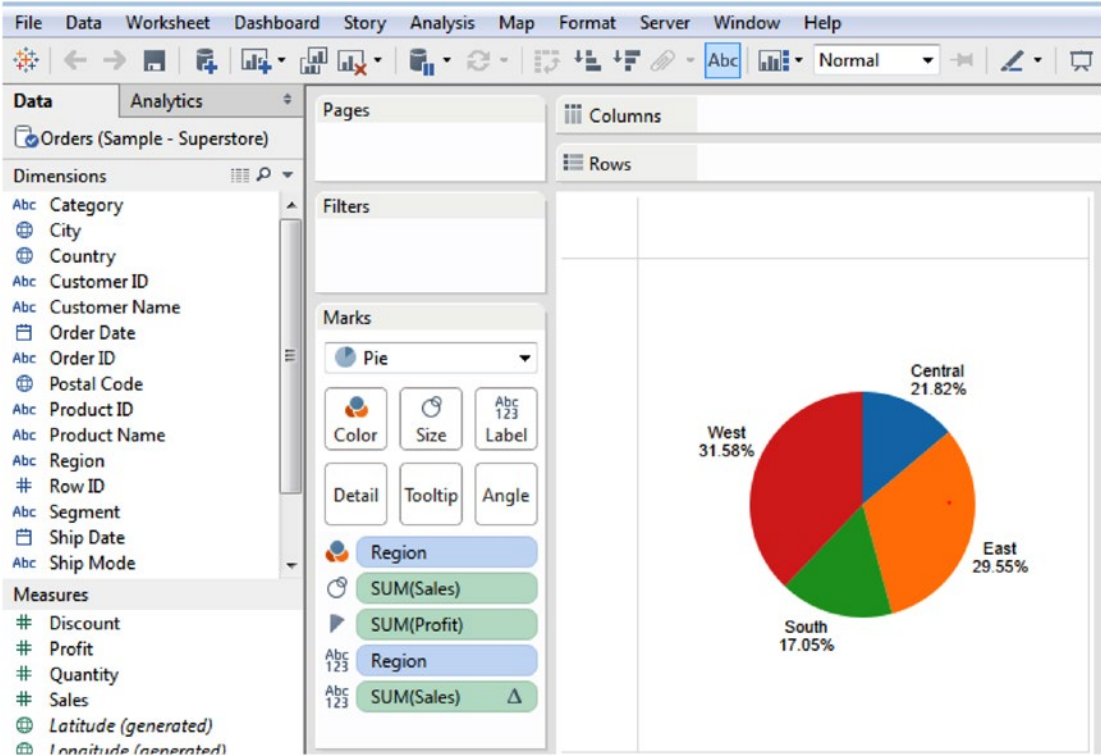 File Data Worksheet Dashboard Story Analysis Map Format Server Window Help
Abc Normal
Data Analytics
Orders (Sample - Superstore)
Dimensions
Abc Category
City
Country
Abc Customer ID
Abc Customer Name
Order Date
Abc Order ID
Postal Code
Abc Product ID
Abc Product Name
Abc Region
# Row ID
Abc Segment
Ship Date
Abc Ship Mode
Measures
# Discount
# Profit
# Quantity
# Sales
Latitude (generated)
Longitude (generated)
Pages
Filters
Marks
Pie
Color Size Abc 123 Label
Detail Tooltip Angle
Region
SUM(Sales)
SUM(Profit)
Abc 123 Region
Abc 123 SUM(Sales) Δ
Columns
Rows
Central
21.82%
West
31.58%
East
29.55%
South
17.05%